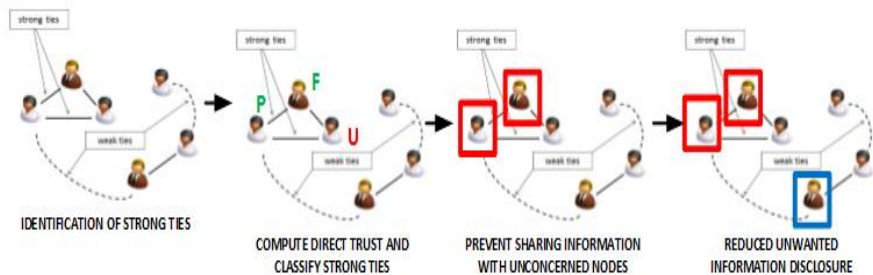 strong ties
weak ties
IDENTIFICATION OF STRONG TIES
strong ties
F
P
U
weak ties
COMPUTE DIRECT TRUST AND
CLASSIFY STRONG TIES
strong ties
weak ties
PREVENT SHARING INFORMATION
WITH UNCONCERNED NODES
strong ties
weak ties
REDUCED UNWANTED
INFORMATION DISCLOSURE